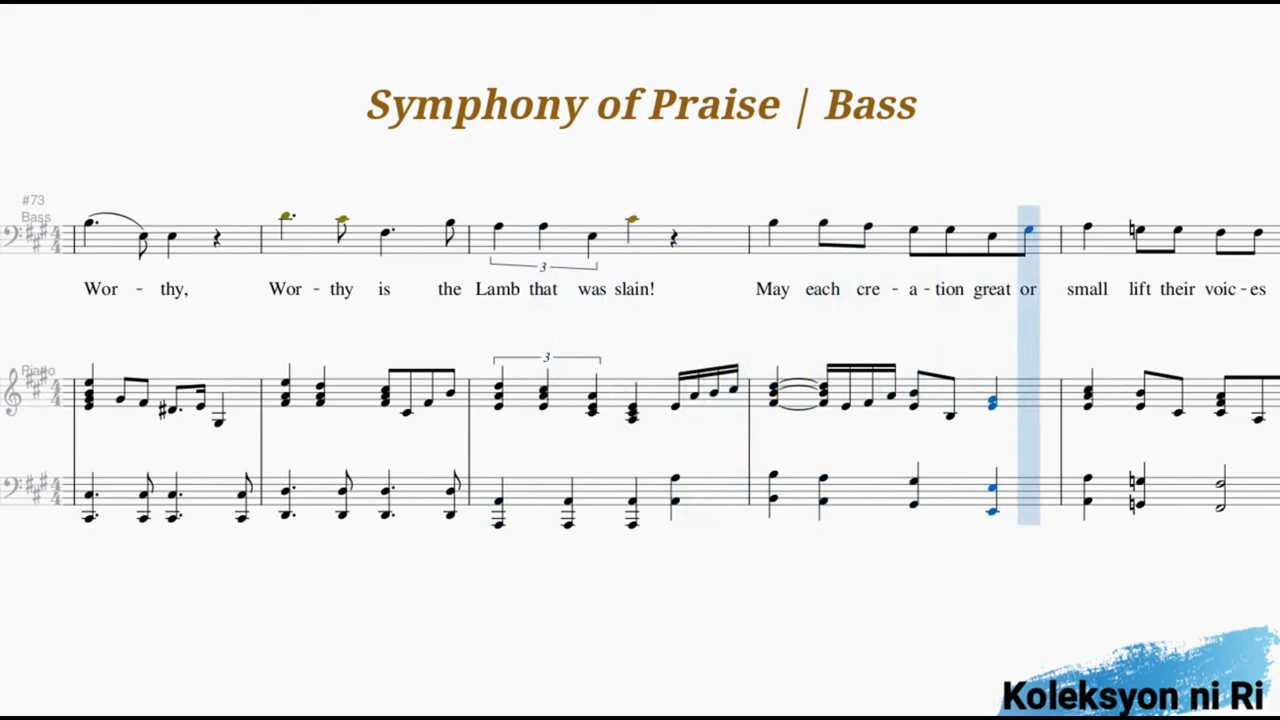 Symphony of Praise | Bass
#73
Bass
Wor - thy, Wor - thy is the Lamb that was slain! May each cre - a - tion great or small lift their voic - es
3
Piano
3
Koleksyon ni Ri